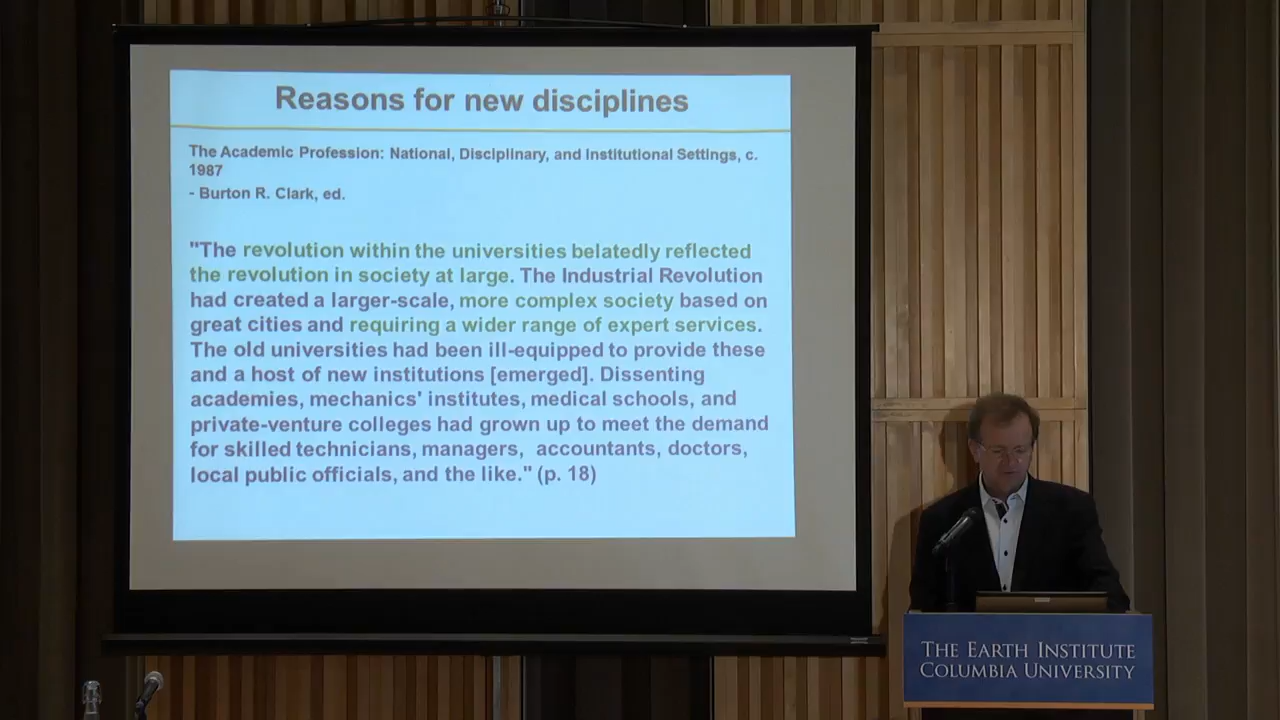 Reasons for new disciplines
The Academic Profession: National, Disciplinary, and Institutional Settings, c.
1987
- Burton R. Clark, ed.
"The revolution within the universities belatedly reflected
the revolution in society at large. The Industrial Revolution
had created a larger-scale, more complex society based on
great cities and requiring a wider range of expert services.
The old universities had been ill-equipped to provide these
and a host of new institutions [emerged]. Dissenting
academies, mechanics' institutes, medical schools, and
private-venture colleges had grown up to meet the demand
for skilled technicians, managers, accountants, doctors,
local public officials, and the like." (p. 18)
THE EARTH INSTITUTE
COLUMBIA UNIVERSITY